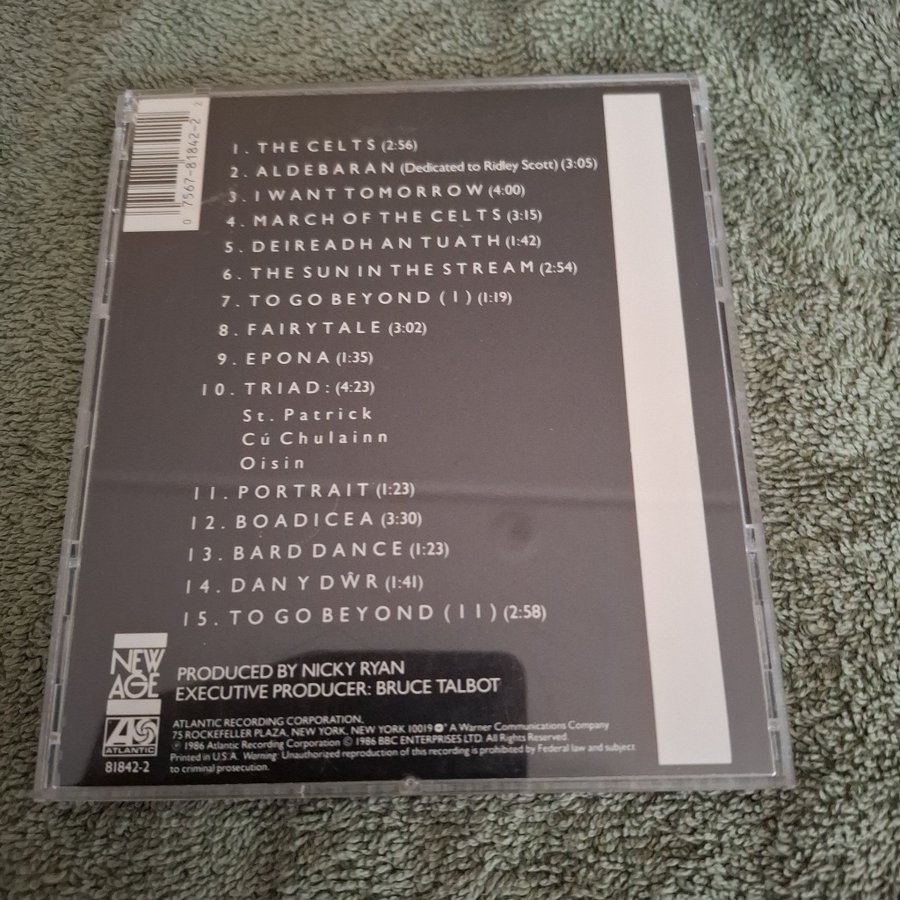 0 7567-81842-2 2
1. THE CELTS (2:56)
2. ALDEBARAN (Dedicated to Ridley Scott) (3:05)
3. I WANT TOMORROW (4:00)
4. MARCH OF THE CELTS (3:15)
5. DEIREADH AN TUATH (1:42)
6. THE SUN IN THE STREAM (2:54)
7. TO GO BEYOND (I) (1:19)
8. FAIRYTALE (3:02)
9. EPONA (1:35)
10. TRIAD: (4:23)
St. Patrick
Cú Chulainn
Oisin
11. PORTRAIT (1:23)
12. BOADICEA (3:30)
13. BARD DANCE (1:23)
14. DAN Y DŴR (1:41)
15. TO GO BEYOND (II) (2:58)
NEW
AGE
PRODUCED BY NICKY RYAN
EXECUTIVE PRODUCER: BRUCE TALBOT
ATLANTIC
81842-2
ATLANTIC RECORDING CORPORATION,
75 ROCKEFELLER PLAZA, NEW YORK, NEW YORK 10019 A Warner Communications Company
℗ 1986 Atlantic Recording Corporation © 1986 BBC ENTERPRISES LTD. All Rights Reserved.
Printed in U.S.A. Warning: Unauthorized reproduction of this recording is prohibited by Federal law and subject
to criminal prosecution.